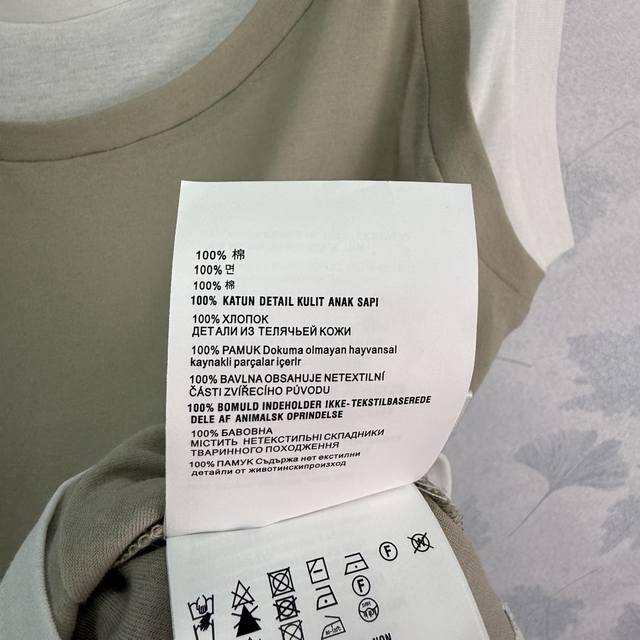 100% 棉
100% 면
100% 棉
100% KATUN DETAIL KULIT ANAK SAPI
100% ХЛОПОК
ДЕТАЛИ ИЗ ТЕЛЯЧЬЕЙ КОЖИ
100% PAMUK Dokuma olmayan hayvansal
kaynakli parçalar içerIr
100% BAVLNA OBSAHUJE NETEXTILNÍ
ČÁSTI ZVÍŘECÍHO PŮVODU
100% BOMULD INDEHOLDER IKKE-TEKSTILBASEREDE
DELE AF ANIMALSK OPRINDELSE
100% БАВОВНА
МІСТИТЬ НЕТЕКСТИЛЬНІ СКЛАДНИКИ
ТВАРИННОГО ПОХОДЖЕННЯ
100% ПАМУК Съдържа нет екстилни
детайли от животинскипроизход
F
F